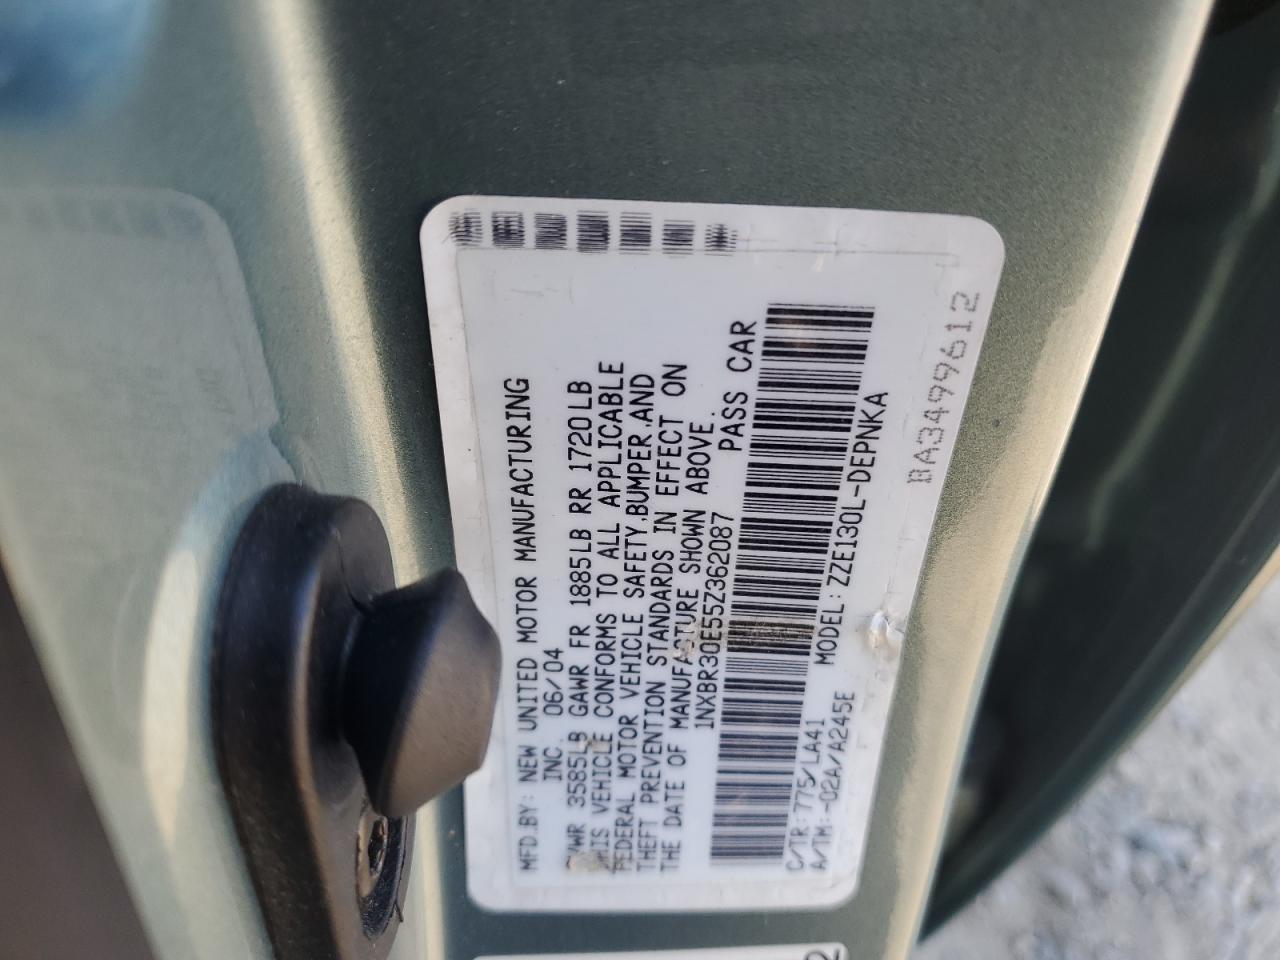 MFD.BY: NEW UNITED MOTOR MANUFACTURING
INC. 06/04
GVWR 3585LB GAWR FR 1885LB RR 1720LB
THIS VEHICLE CONFORMS TO ALL APPLICABLE
FEDERAL MOTOR VEHICLE SAFETY,BUMPER,AND
THEFT PREVENTION STANDARDS IN EFFECT ON
THE DATE OF MANUFACTURE SHOWN ABOVE.
1NXBR30E55Z362087 PASS CAR
MODEL:ZZE130L-DEPNKA
C/TR:775/LA41
A/TM:-02A/A245E
BA3499612